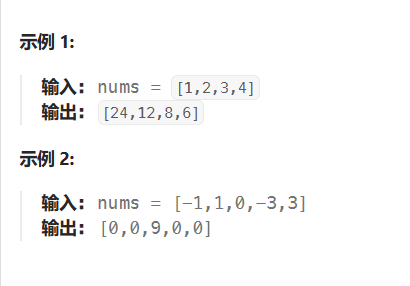 示例 1:
输入：nums = [1,2,3,4]
输出：[24,12,8,6]
示例 2:
输入：nums = [-1,1,0,-3,3]
输出：[0,0,9,0,0]